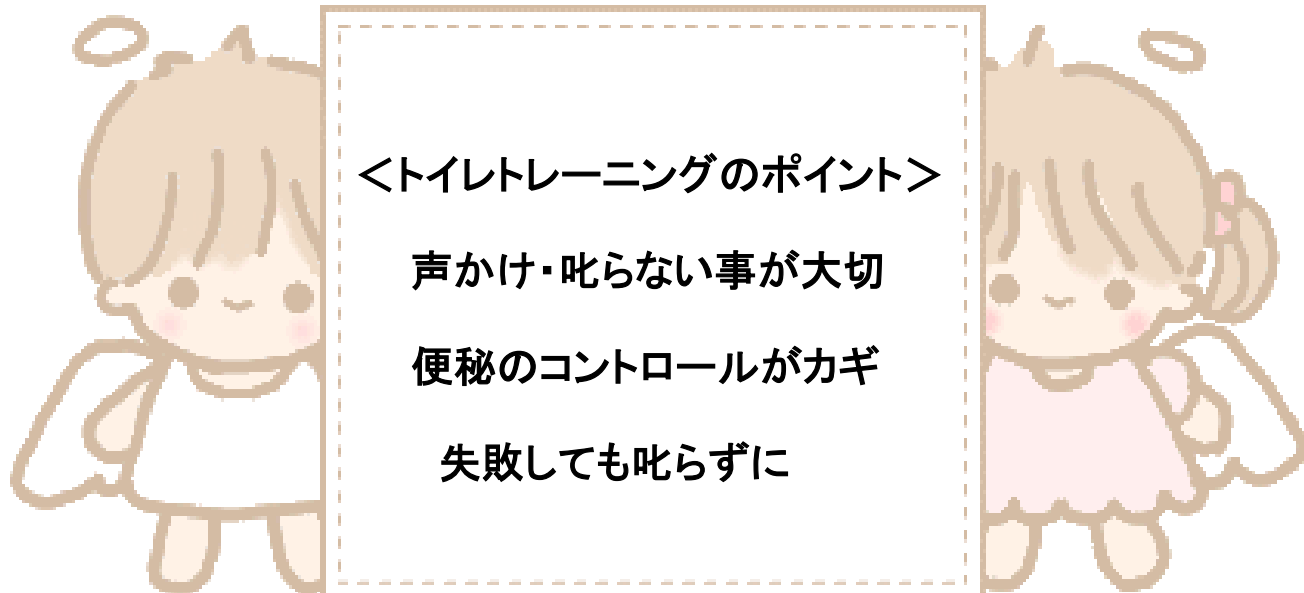 ＜トイレトレーニングのポイント＞
声かけ・叱らない事が大切
便秘のコントロールがカギ
失敗しても叱らずに